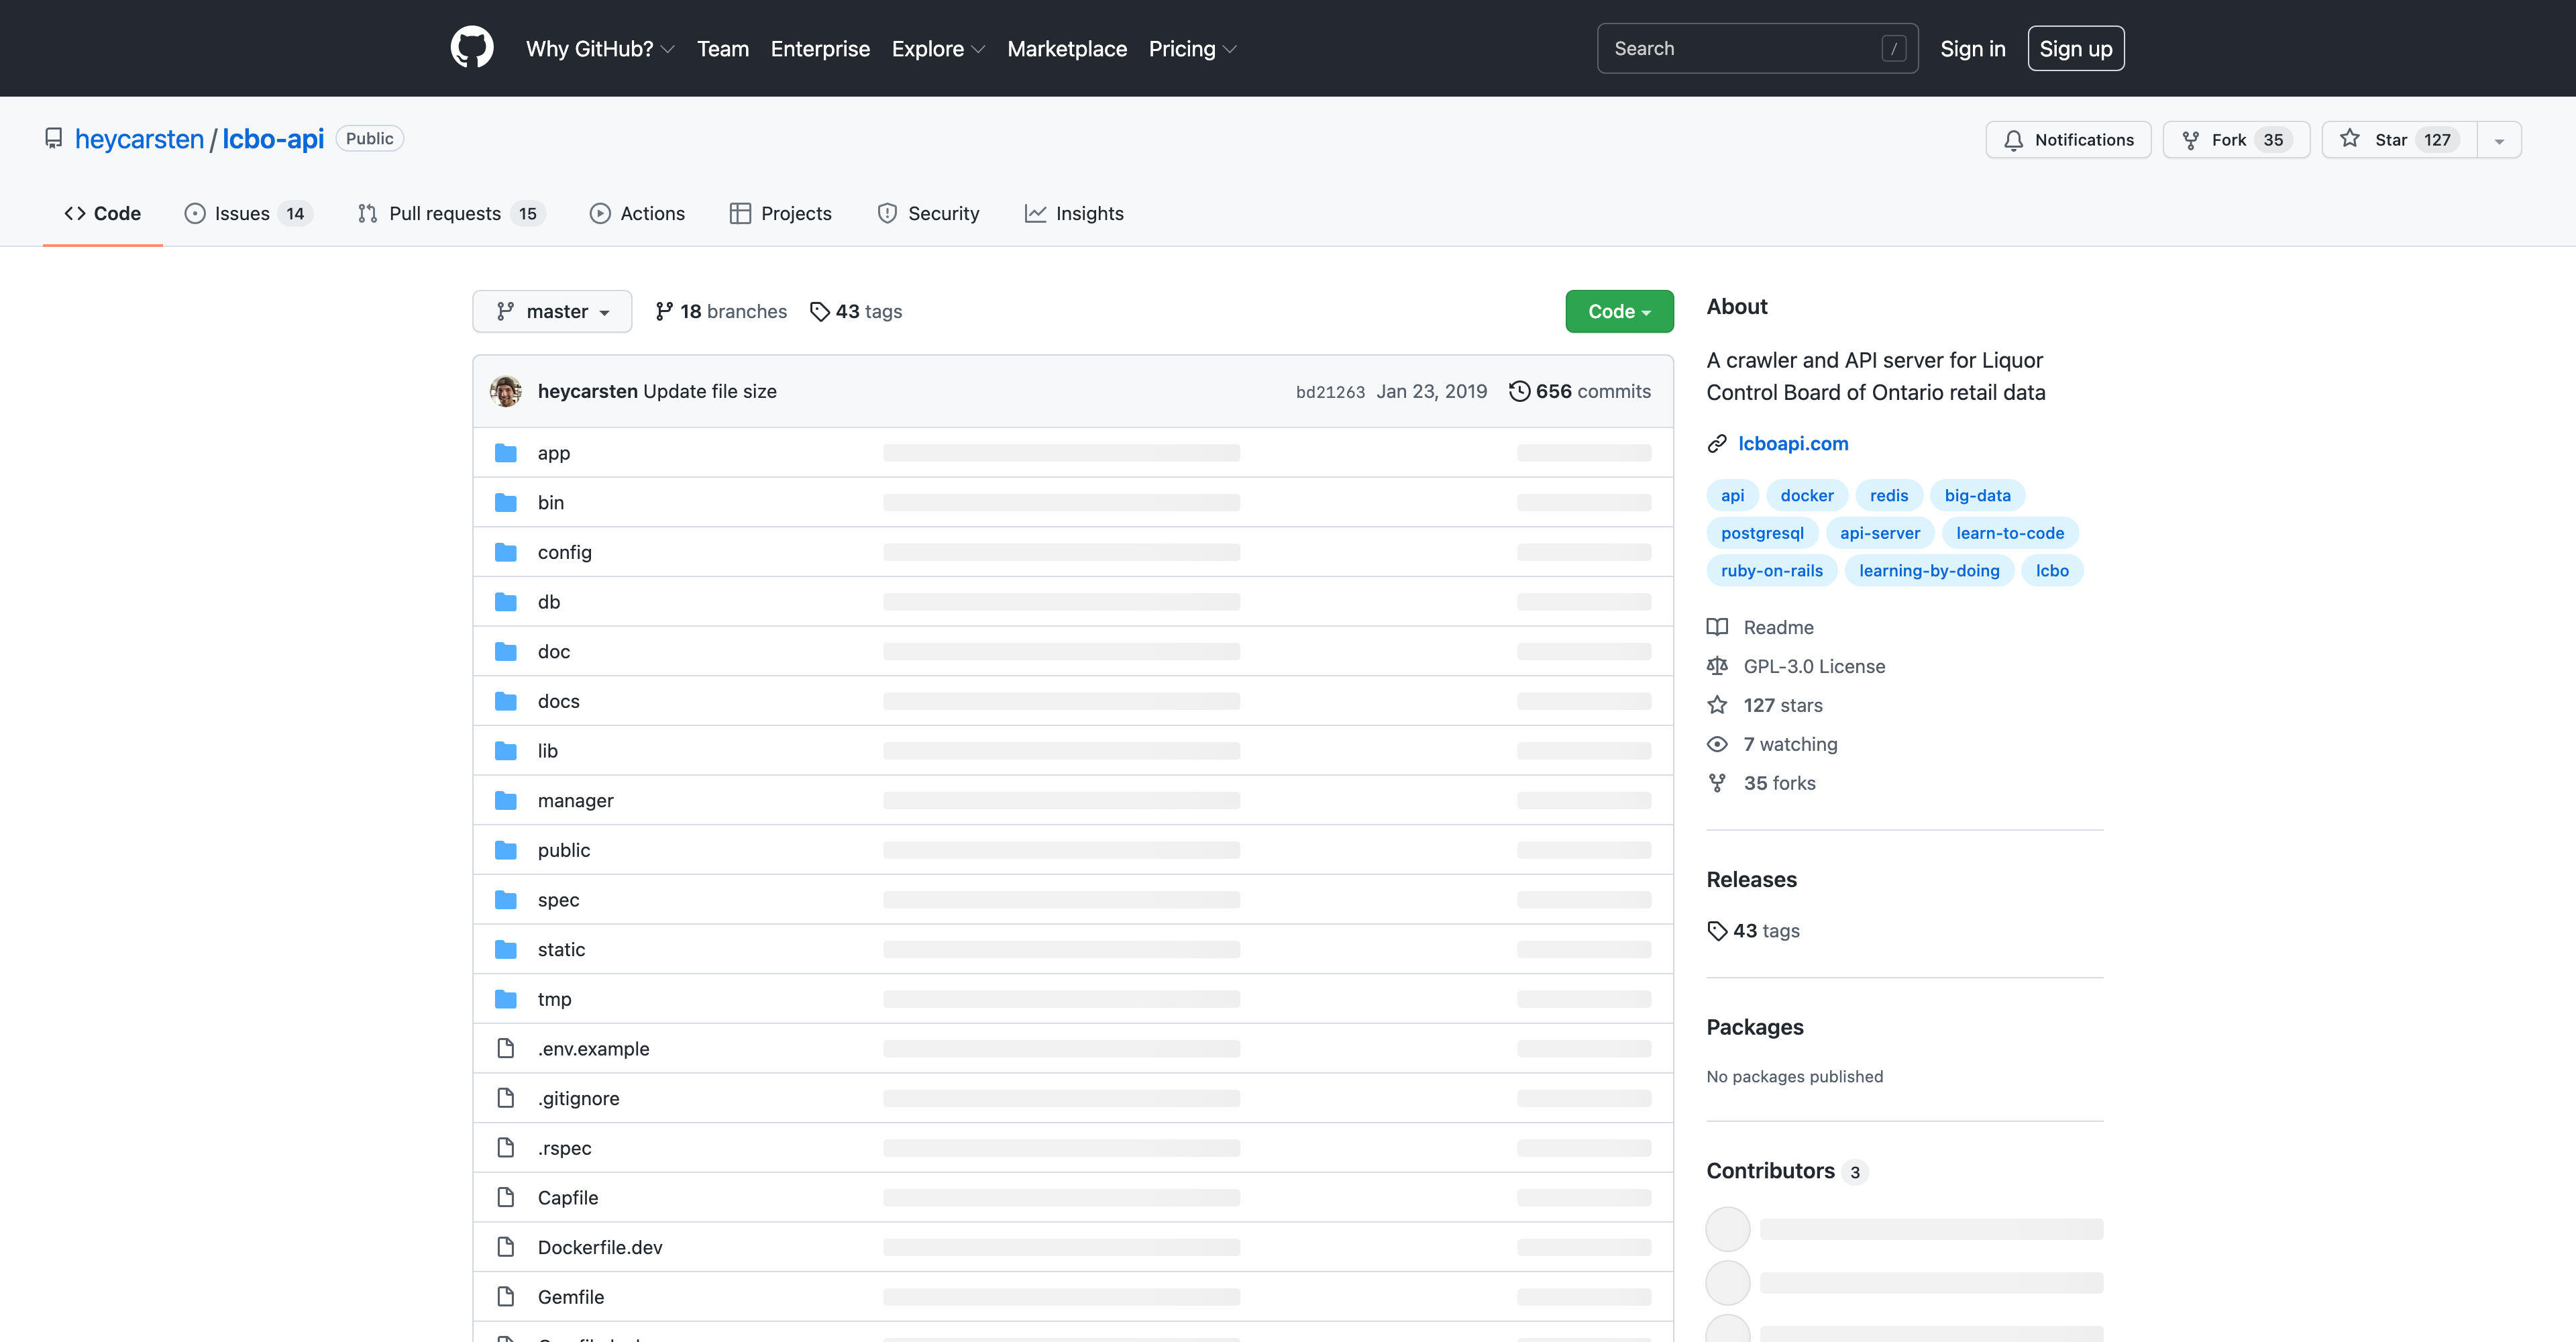 Why GitHub? Team Enterprise Explore Marketplace Pricing Search / Sign in Sign up
heycarsten / lcbo-api Public Notifications Fork 35 Star 127
Code Issues 14 Pull requests 15 Actions Projects Security Insights
master 18 branches 43 tags Code
heycarsten Update file size bd21263 Jan 23, 2019 656 commits
app
bin
config
db
doc
docs
lib
manager
public
spec
static
tmp
.env.example
.gitignore
.rspec
Capfile
Dockerfile.dev
Gemfile
About
A crawler and API server for Liquor
Control Board of Ontario retail data
lcboapi.com
api docker redis big-data
postgresql api-server learn-to-code
ruby-on-rails learning-by-doing lcbo
Readme
GPL-3.0 License
127 stars
7 watching
35 forks
Releases
43 tags
Packages
No packages published
Contributors 3